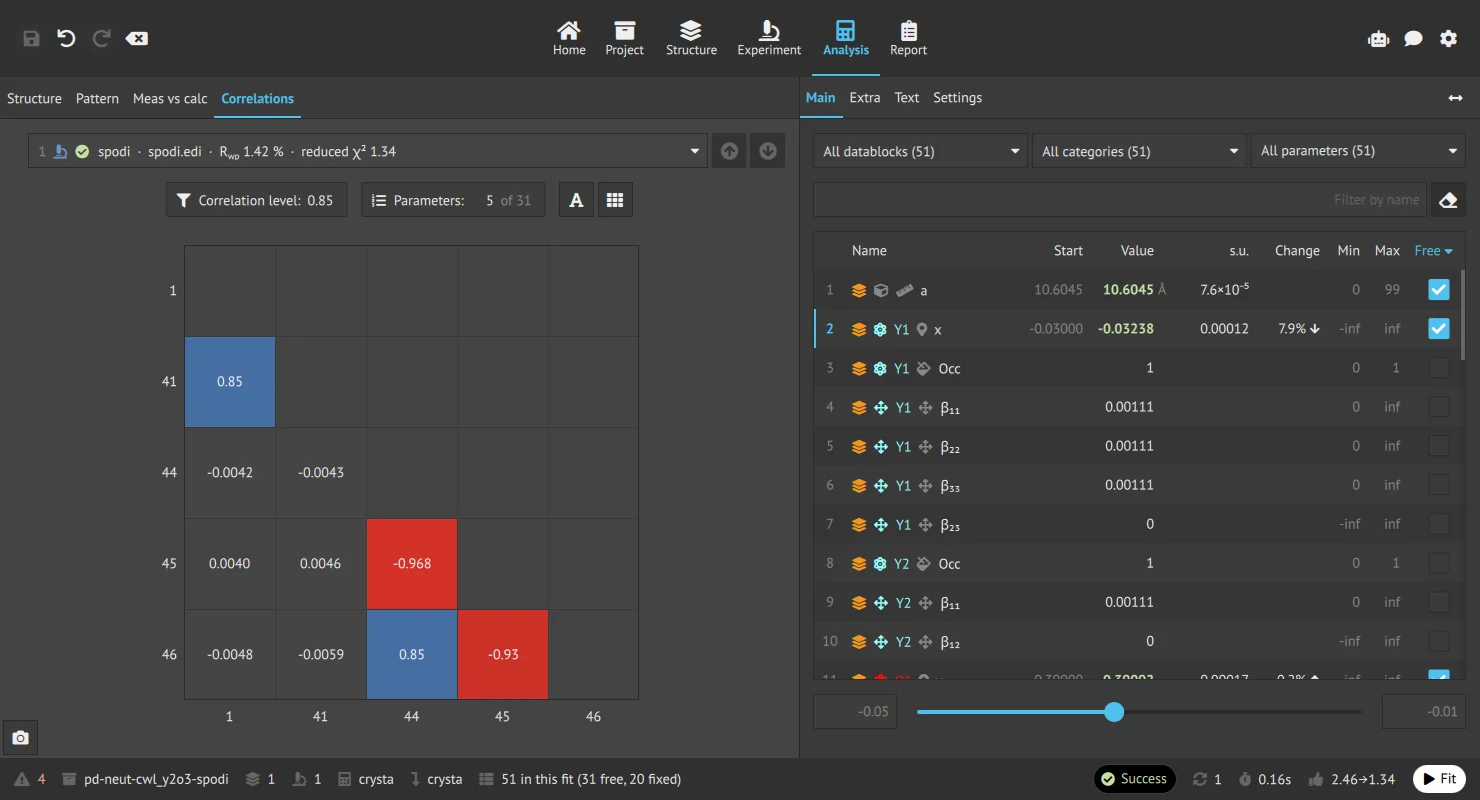 Home Project Structure Experiment Analysis Report
Structure Pattern Meas vs calc Correlations
Main Extra Text Settings
1 spodi · spodi.edi · Rwp 1.42 % · reduced χ² 1.34
All datablocks (51) All categories (51) All parameters (51)
Correlation level: 0.85 Parameters: 5 of 31 A
Filter by name
1
41 0.85
44 -0.0042 -0.0043
45 0.0040 0.0046 -0.968
46 -0.0048 -0.0059 0.85 -0.93
1 41 44 45 46
Name Start Value s.u. Change Min Max Free
1 a 10.6045 10.6045 Å 7.6×10⁻⁵ 0 99
2 Y1 x -0.03000 -0.03238 0.00012 7.9% ↓ -inf inf
3 Y1 Occ 1 0 1
4 Y1 β₁₁ 0.00111 0 inf
5 Y1 β₂₂ 0.00111 0 inf
6 Y1 β₃₃ 0.00111 0 inf
7 Y1 β₂₃ 0 -inf inf
8 Y2 Occ 1 0 1
9 Y2 β₁₁ 0.00111 0 inf
10 Y2 β₁₂ 0 -inf inf
-0.05 -0.01
4 pd-neut-cwl_y2o3-spodi 1 1 crysta crysta 51 in this fit (31 free, 20 fixed)
Success 1 0.16s 2.46→1.34 Fit